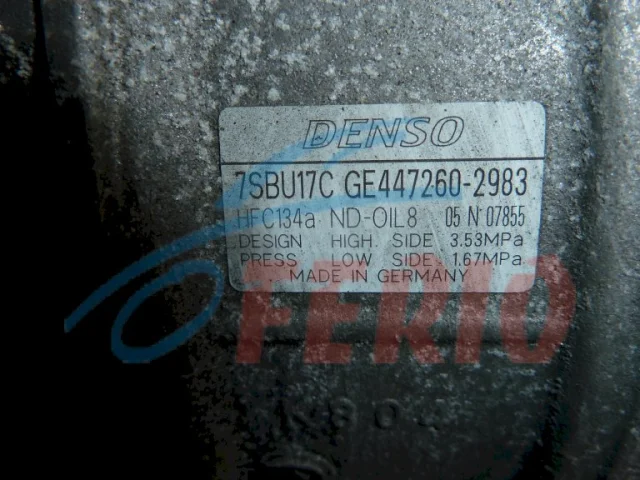 DENSO
7SBU17C GE447260-2983
HFC134a ND-OIL8 05 N 07855
DESIGN HIGH SIDE 3.53MPa
PRESS LOW SIDE 1.67MPa
MADE IN GERMANY
FERIO